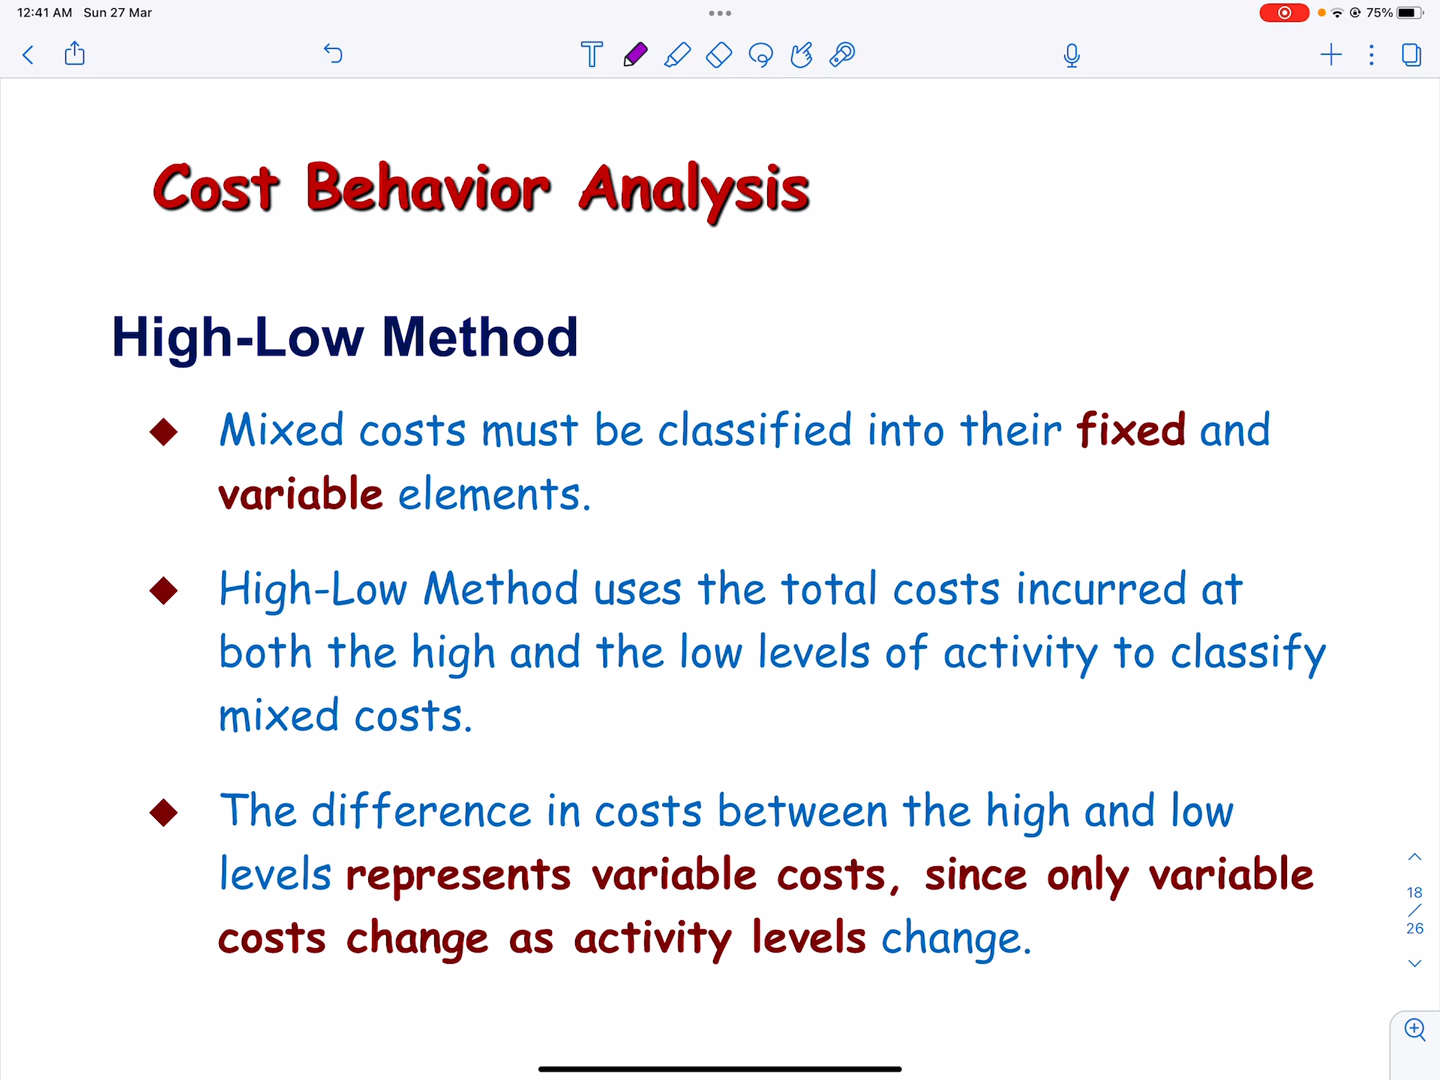 12:41 AM Sun 27 Mar
75%
Cost Behavior Analysis
High-Low Method
Mixed costs must be classified into their fixed and
variable elements.
High-Low Method uses the total costs incurred at
both the high and the low levels of activity to classify
mixed costs.
The difference in costs between the high and low
levels represents variable costs, since only variable
costs change as activity levels change.
18
/
26